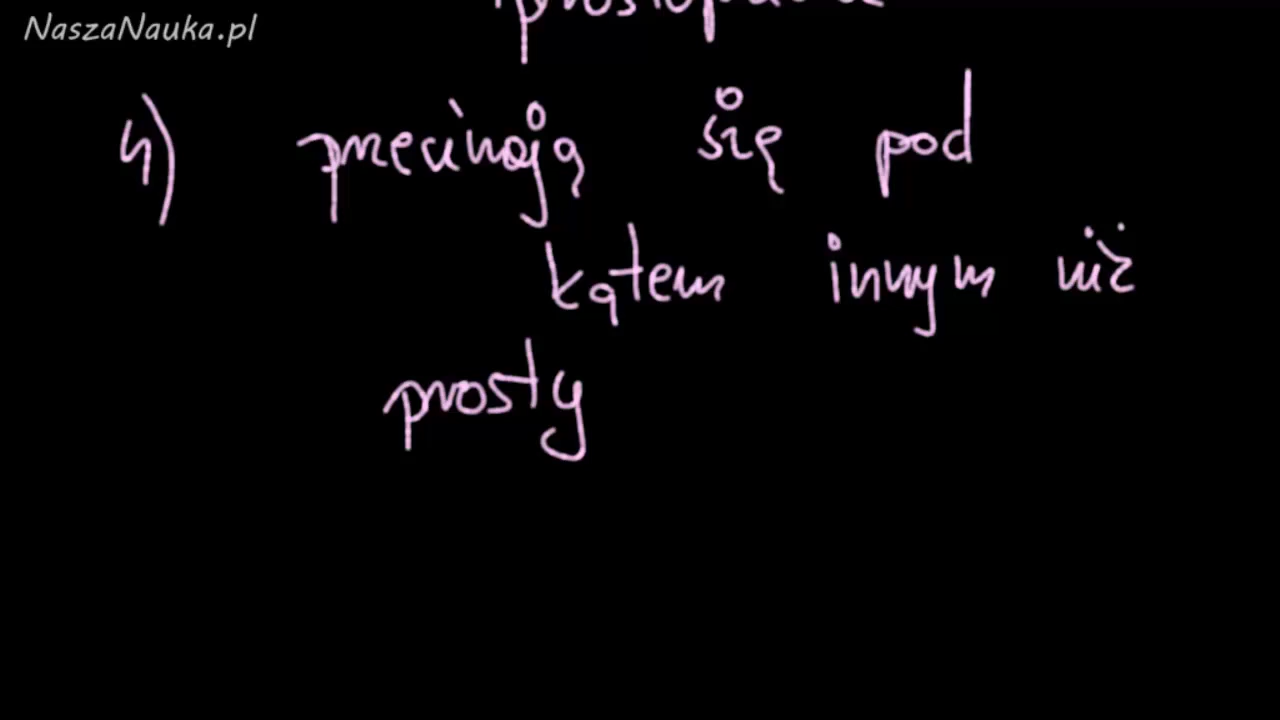 NaszaNauka.pl
4) przecinają się pod
kątem innym niż
prosty